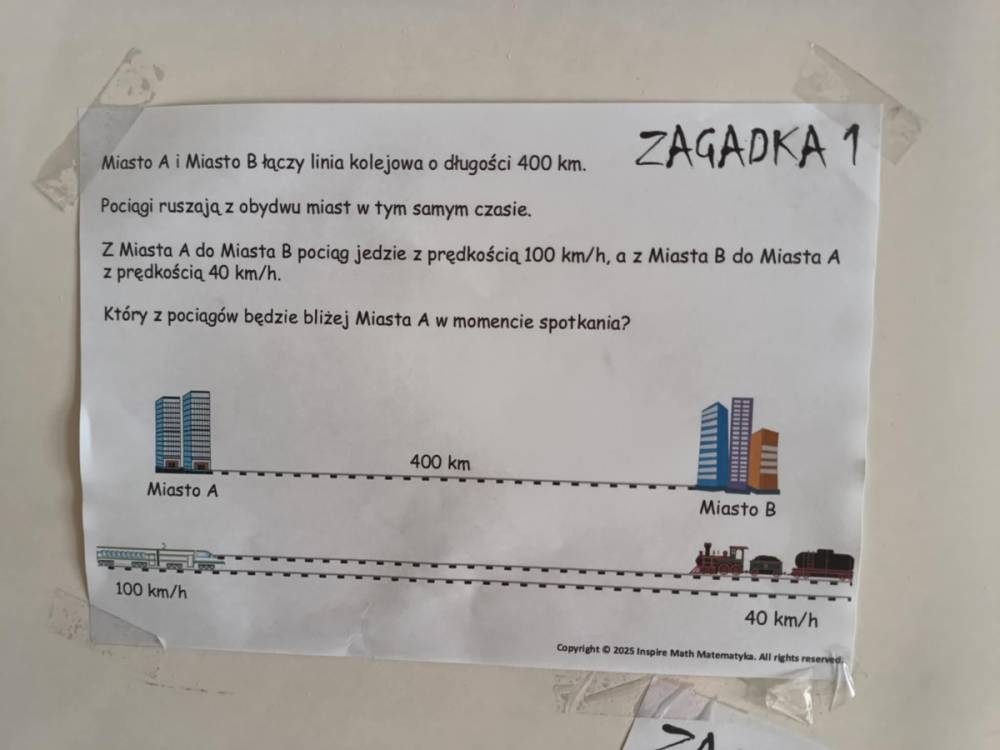 ZAGADKA 1
Miasto A i Miasto B łączy linia kolejowa o długości 400 km.
Pociągi ruszają z obydwu miast w tym samym czasie.
Z Miasta A do Miasta B pociąg jedzie z prędkością 100 km/h, a z Miasta B do Miasta A
z prędkością 40 km/h.
Który z pociągów będzie bliżej Miasta A w momencie spotkania?
400 km
Miasto A
Miasto B
100 km/h
40 km/h
Copyright © 2025 Inspire Math Matematyka. All rights reserved.